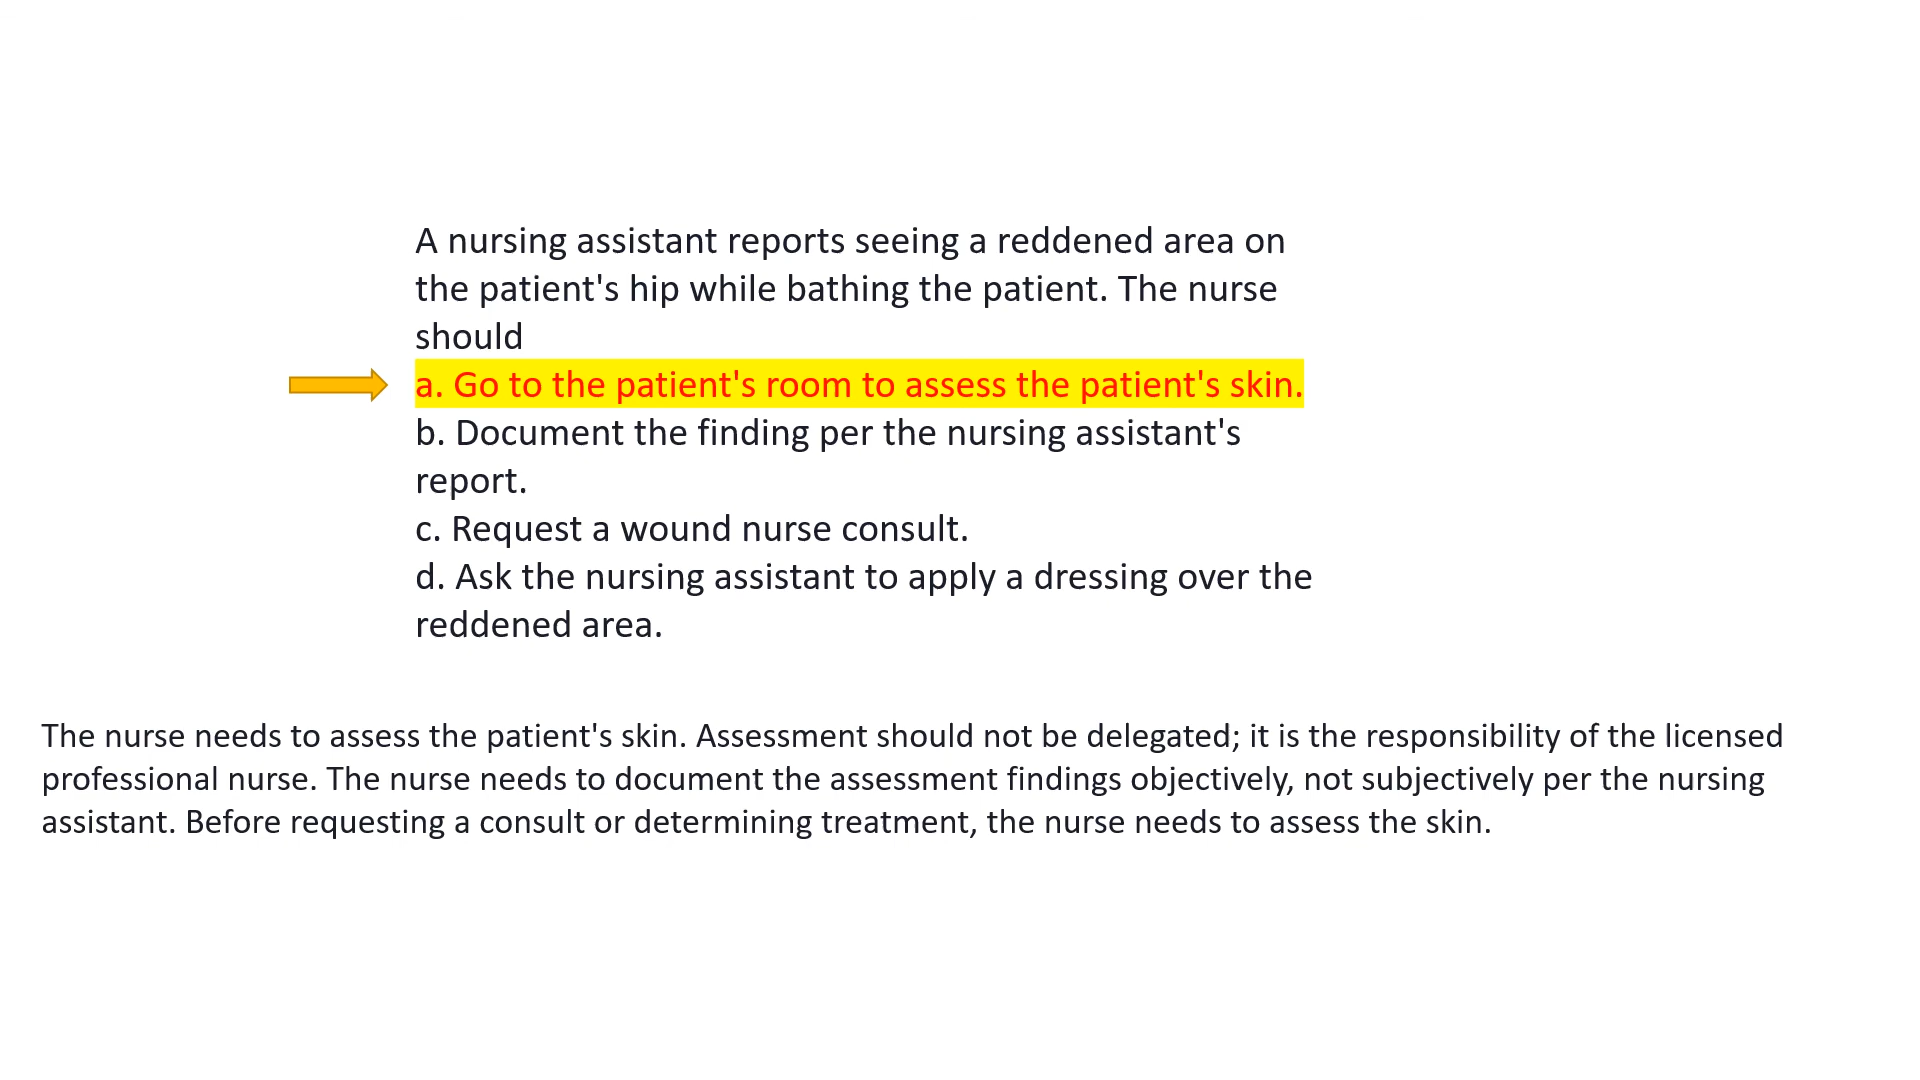 A nursing assistant reports seeing a reddened area on
the patient's hip while bathing the patient. The nurse
should
a. Go to the patient's room to assess the patient's skin.
b. Document the finding per the nursing assistant's
report.
c. Request a wound nurse consult.
d. Ask the nursing assistant to apply a dressing over the
reddened area.
The nurse needs to assess the patient's skin. Assessment should not be delegated; it is the responsibility of the licensed
professional nurse. The nurse needs to document the assessment findings objectively, not subjectively per the nursing
assistant. Before requesting a consult or determining treatment, the nurse needs to assess the skin.